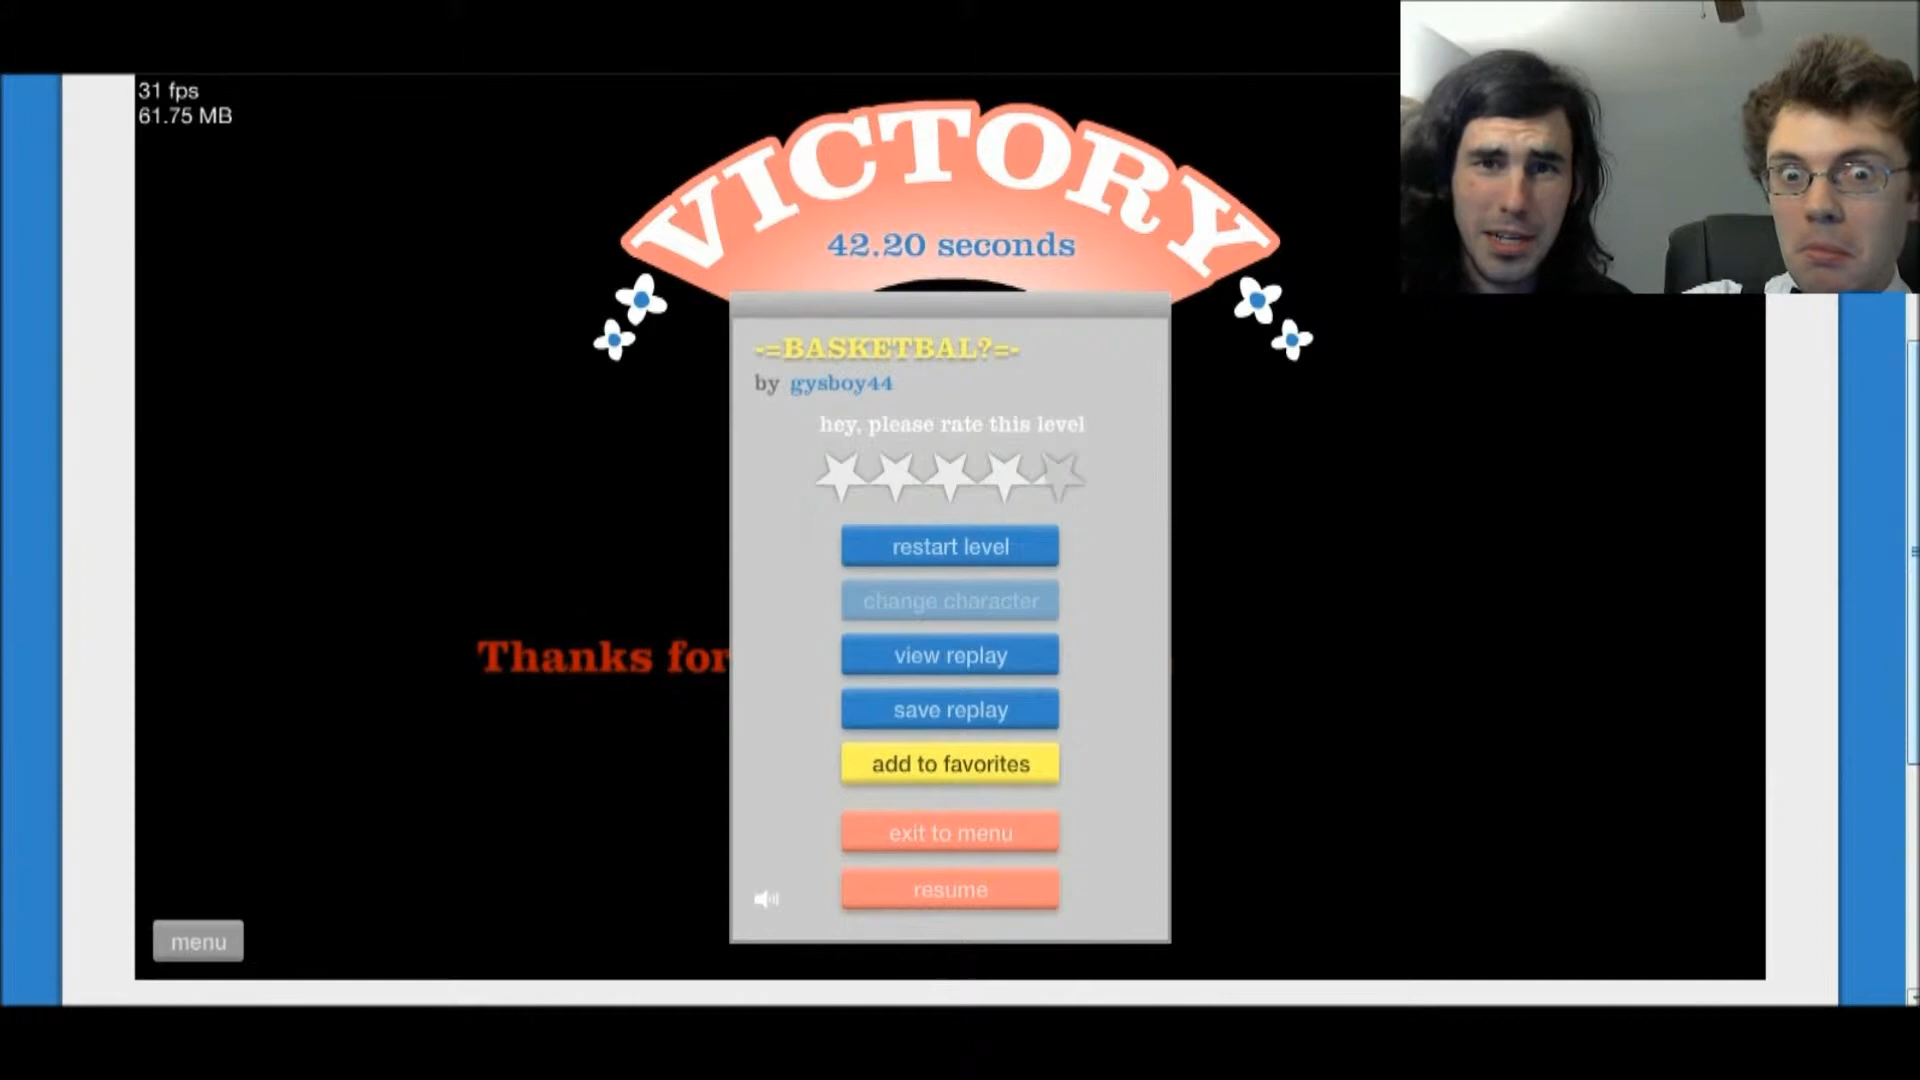 31 fps
61.75 MB
VICTORY
42.20 seconds
-=BASKETBAL?=-
by gysboy44
hey, please rate this level
restart level
change character
view replay
Thanks for
save replay
add to favorites
exit to menu
resume
menu